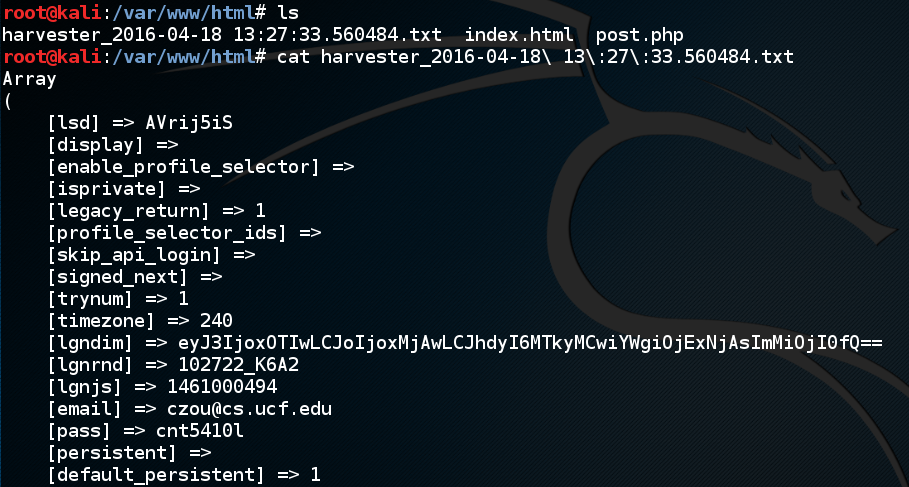 root@kali:/var/www/html# ls
harvester_2016-04-18 13:27:33.560484.txt  index.html  post.php
root@kali:/var/www/html# cat harvester_2016-04-18\ 13\:27\:33.560484.txt
Array
(
    [lsd] => AVrij5iS
    [display] =>
    [enable_profile_selector] =>
    [isprivate] =>
    [legacy_return] => 1
    [profile_selector_ids] =>
    [skip_api_login] =>
    [signed_next] =>
    [trynum] => 1
    [timezone] => 240
    [lgndim] => eyJ3IjoxOTIwLCJoIjoxMjAwLCJhdyI6MTkyMCwiYWgiOjExNjAsImMiOjI0fQ==
    [lgnrnd] => 102722_K6A2
    [lgnjs] => 1461000494
    [email] => czou@cs.ucf.edu
    [pass] => cnt5410l
    [persistent] =>
    [default_persistent] => 1